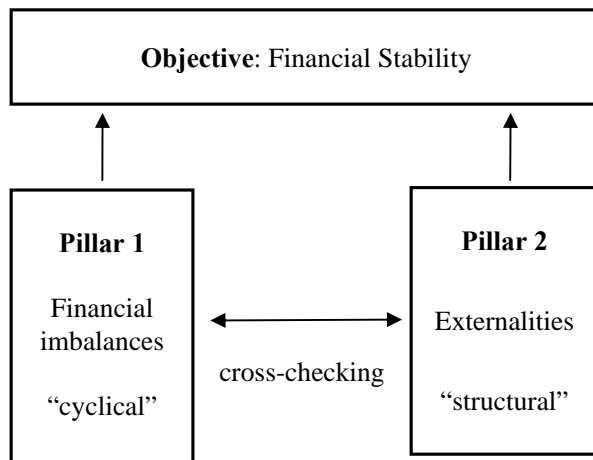 Objective: Financial Stability
Pillar 1
Financial
imbalances
“cyclical”
cross-checking
Pillar 2
Externalities
“structural”